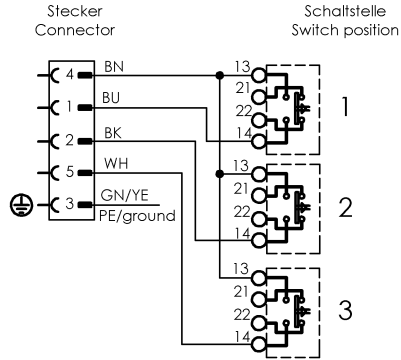 Stecker
Connector
Schaltstelle
Switch position
4 BN
1 BU
2 BK
5 WH
3 GN/YE
PE/ground
13
21
22
14
1
13
21
22
14
2
13
21
22
14
3